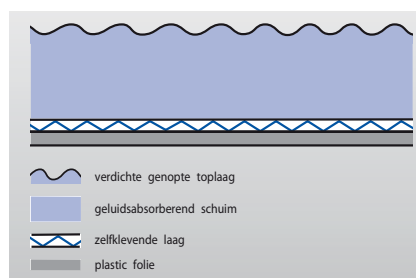 verdichte genopte toplaag
geluidsabsorberend schuim
zelfklevende laag
plastic folie